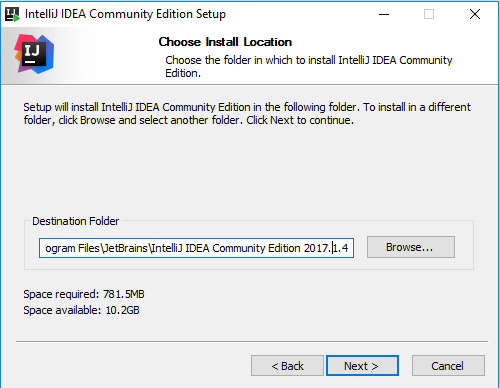 IntelliJ IDEA Community Edition Setup
IJ
Choose Install Location
Choose the folder in which to install IntelliJ IDEA Community
Edition.
Setup will install IntelliJ IDEA Community Edition in the following folder. To install in a different
folder, click Browse and select another folder. Click Next to continue.
Destination Folder
ogram Files\JetBrains\IntelliJ IDEA Community Edition 2017.1.4
Browse...
Space required: 781.5MB
Space available: 10.2GB
< Back
Next >
Cancel